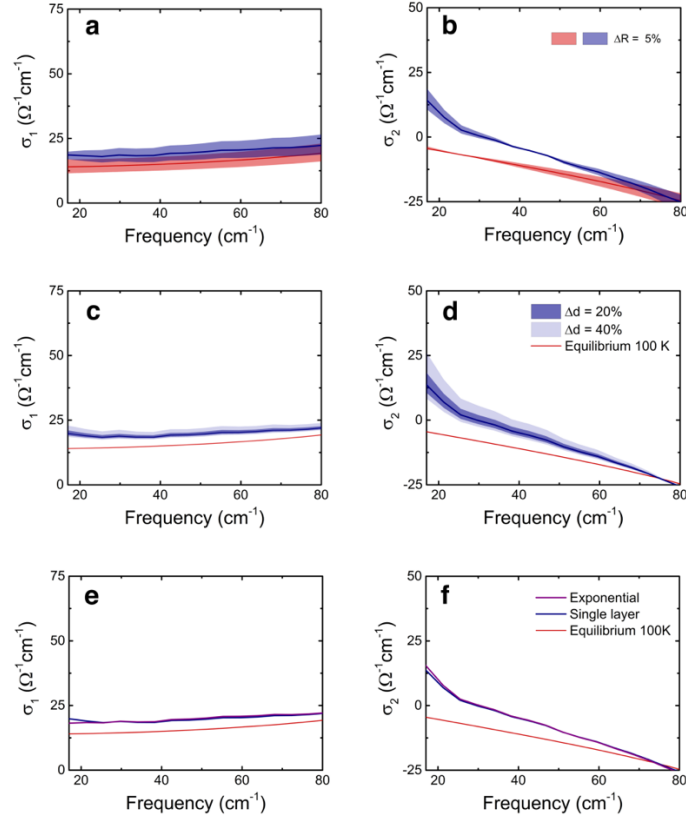 a
75
50
25
0
σ₁ (Ω⁻¹cm⁻¹)
20 40 60 80
Frequency (cm⁻¹)
b
ΔR = 5%
50
25
0
-25
σ₂ (Ω⁻¹cm⁻¹)
20 40 60 80
Frequency (cm⁻¹)
c
75
50
25
0
σ₁ (Ω⁻¹cm⁻¹)
20 40 60 80
Frequency (cm⁻¹)
d
Δd = 20%
Δd = 40%
Equilibrium 100 K
50
25
0
-25
σ₂ (Ω⁻¹cm⁻¹)
20 40 60 80
Frequency (cm⁻¹)
e
75
50
25
0
σ₁ (Ω⁻¹cm⁻¹)
20 40 60 80
Frequency (cm⁻¹)
f
Exponential
Single layer
Equilibrium 100K
50
25
0
-25
σ₂ (Ω⁻¹cm⁻¹)
20 40 60 80
Frequency (cm⁻¹)